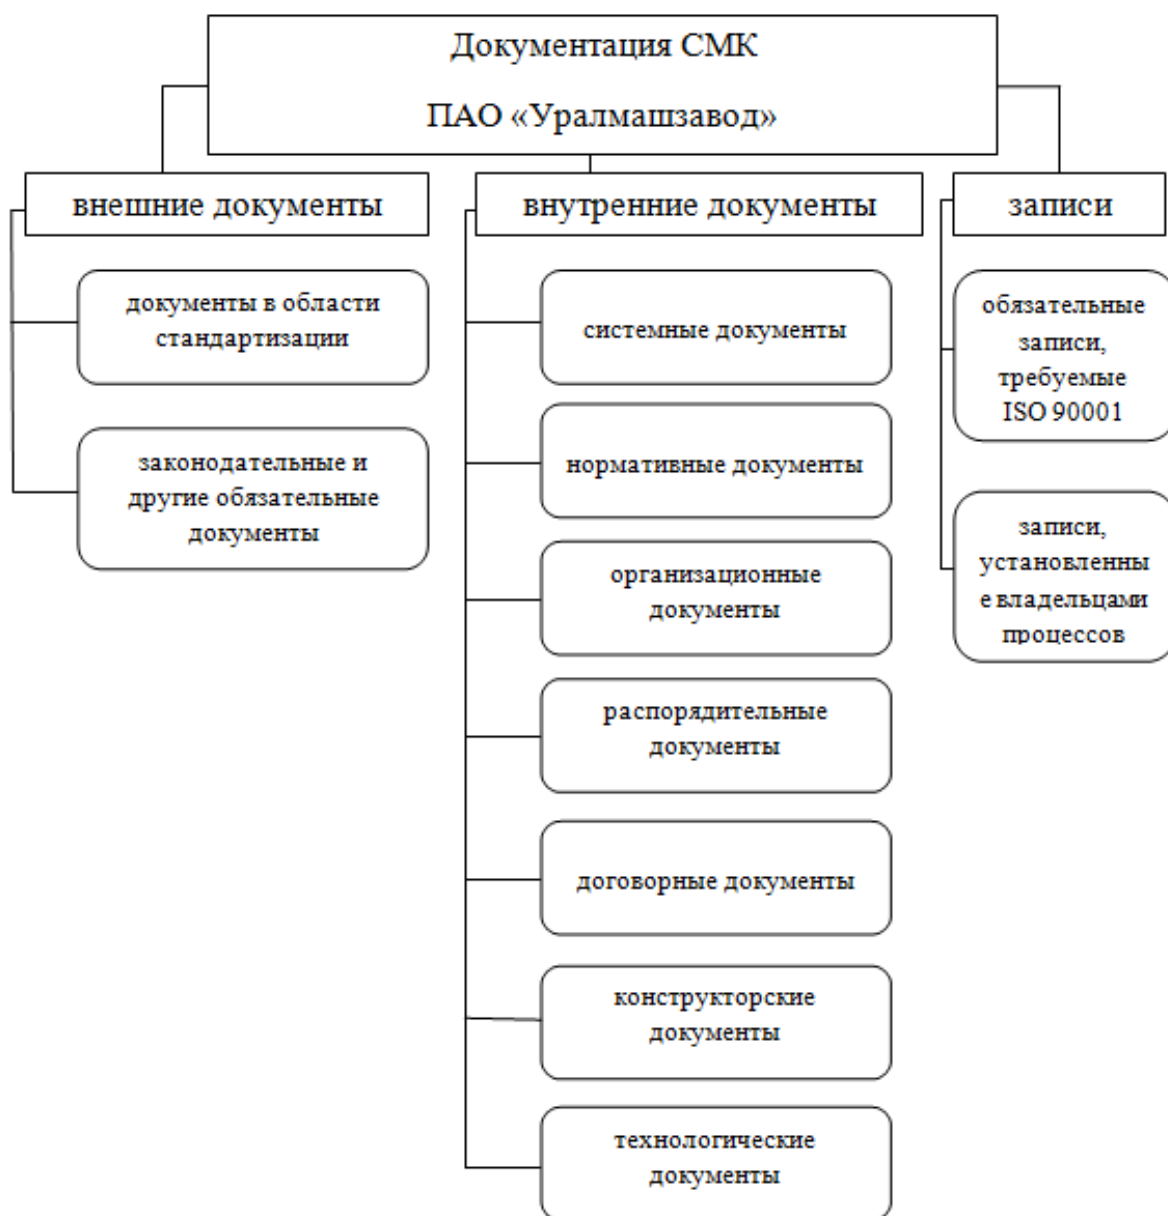 Документация СМК
ПАО «Уралмашзавод»
внешние документы
документы в области
стандартизации
законодательные и
другие обязательные
документы
внутренние документы
системные документы
нормативные документы
организационные
документы
распорядительные
документы
договорные документы
конструкторские
документы
технологические
документы
записи
обязательные
записи,
требуемые
ISO 90001
записи,
установленны
е владельцами
процессов